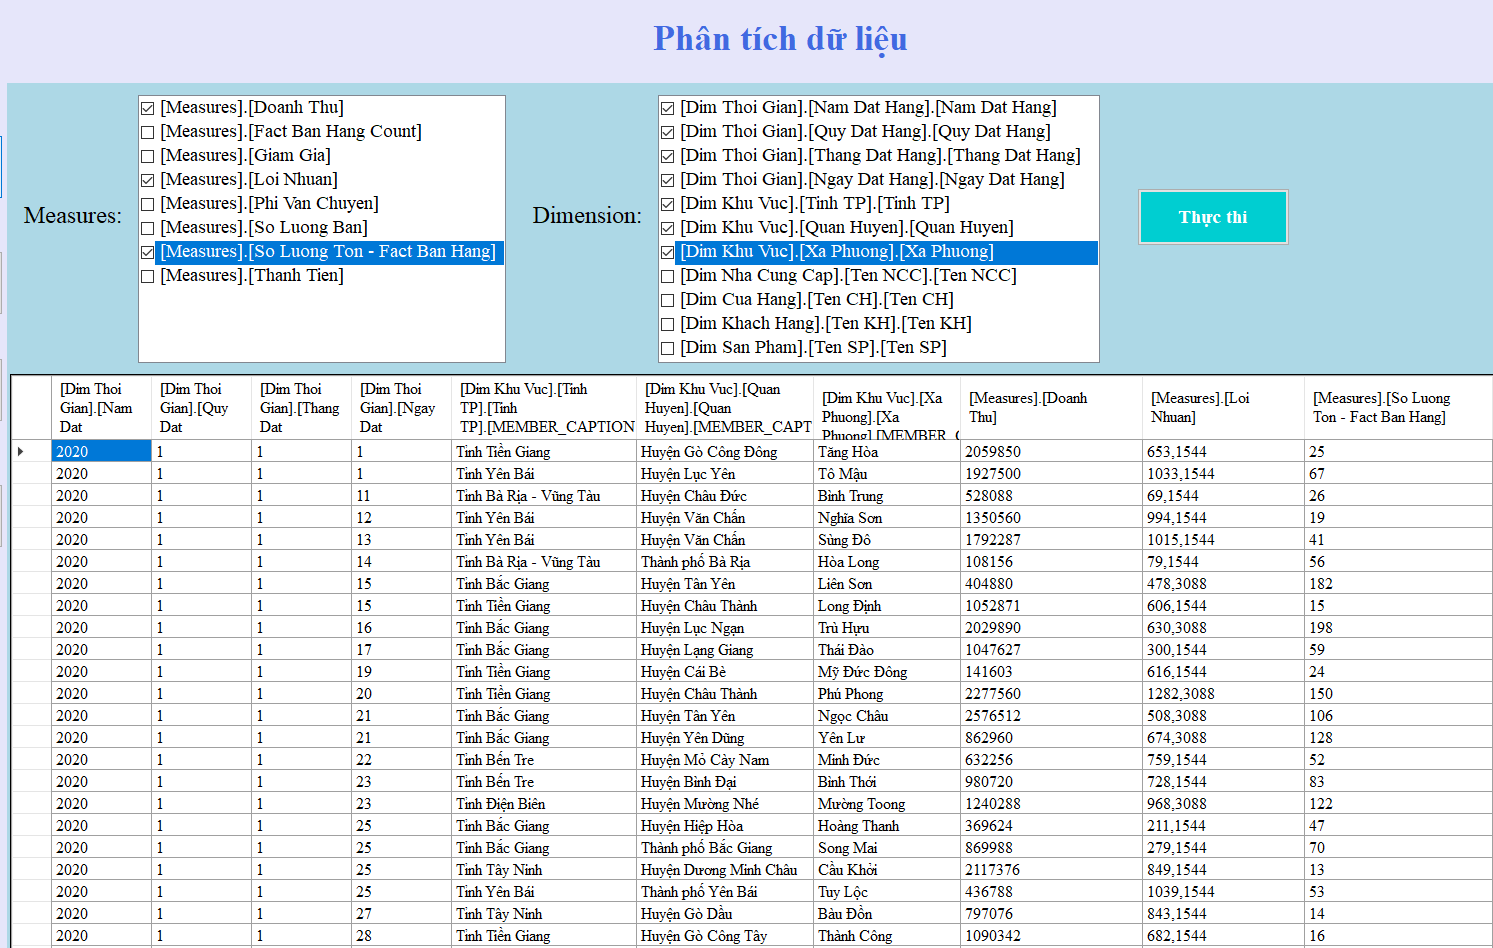 Phân tích dữ liệu
Measures:
[Measures].[Doanh Thu]
[Measures].[Fact Ban Hang Count]
[Measures].[Giam Gia]
[Measures].[Loi Nhuan]
[Measures].[Phi Van Chuyen]
[Measures].[So Luong Ban]
[Measures].[So Luong Ton - Fact Ban Hang]
[Measures].[Thanh Tien]
Dimension:
[Dim Thoi Gian].[Nam Dat Hang].[Nam Dat Hang]
[Dim Thoi Gian].[Quy Dat Hang].[Quy Dat Hang]
[Dim Thoi Gian].[Thang Dat Hang].[Thang Dat Hang]
[Dim Thoi Gian].[Ngay Dat Hang].[Ngay Dat Hang]
[Dim Khu Vuc].[Tinh TP].[Tinh TP]
[Dim Khu Vuc].[Quan Huyen].[Quan Huyen]
[Dim Khu Vuc].[Xa Phuong].[Xa Phuong]
[Dim Nha Cung Cap].[Ten NCC].[Ten NCC]
[Dim Cua Hang].[Ten CH].[Ten CH]
[Dim Khach Hang].[Ten KH].[Ten KH]
[Dim San Pham].[Ten SP].[Ten SP]
Thực thi
[Dim Thoi
Gian].[Nam
Dat
[Dim Thoi
Gian].[Quy
Dat
[Dim Thoi
Gian].[Thang
Dat
[Dim Thoi
Gian].[Ngay
Dat
[Dim Khu Vuc].[Tinh
TP].[Tinh
TP].[MEMBER_CAPTION
[Dim Khu Vuc].[Quan
Huyen].[Quan
Huyen].[MEMBER_CAPT
[Dim Khu Vuc].[Xa
Phuong].[Xa
Phuong].[MEMBER_C
[Measures].[Doanh
Thu]
[Measures].[Loi
Nhuan]
[Measures].[So Luong
Ton - Fact Ban Hang]
2020 1 1 1 Tỉnh Tiền Giang Huyện Gò Công Đông Tăng Hòa 2059850 653,1544 25
2020 1 1 1 Tỉnh Yên Bái Huyện Lục Yên Tô Mậu 1927500 1033,1544 67
2020 1 1 11 Tỉnh Bà Rịa - Vũng Tàu Huyện Châu Đức Bình Trung 528088 69,1544 26
2020 1 1 12 Tỉnh Yên Bái Huyện Văn Chấn Nghĩa Sơn 1350560 994,1544 19
2020 1 1 13 Tỉnh Yên Bái Huyện Văn Chấn Sùng Đô 1792287 1015,1544 41
2020 1 1 14 Tỉnh Bà Rịa - Vũng Tàu Thành phố Bà Rịa Hòa Long 108156 79,1544 56
2020 1 1 15 Tỉnh Bắc Giang Huyện Tân Yên Liên Sơn 404880 478,3088 182
2020 1 1 15 Tỉnh Tiền Giang Huyện Châu Thành Long Định 1052871 606,1544 15
2020 1 1 16 Tỉnh Bắc Giang Huyện Lục Ngạn Trù Hựu 2029890 630,3088 198
2020 1 1 17 Tỉnh Bắc Giang Huyện Lạng Giang Thái Đào 1047627 300,1544 59
2020 1 1 19 Tỉnh Tiền Giang Huyện Cái Bè Mỹ Đức Đông 141603 616,1544 24
2020 1 1 20 Tỉnh Tiền Giang Huyện Châu Thành Phú Phong 2277560 1282,3088 150
2020 1 1 21 Tỉnh Bắc Giang Huyện Tân Yên Ngọc Châu 2576512 508,3088 106
2020 1 1 21 Tỉnh Bắc Giang Huyện Yên Dũng Yên Lư 862960 674,3088 128
2020 1 1 22 Tỉnh Bến Tre Huyện Mỏ Cày Nam Minh Đức 632256 759,1544 52
2020 1 1 23 Tỉnh Bến Tre Huyện Bình Đại Bình Thới 980720 728,1544 83
2020 1 1 23 Tỉnh Điện Biên Huyện Mường Nhé Mường Toong 1240288 968,3088 122
2020 1 1 25 Tỉnh Bắc Giang Huyện Hiệp Hòa Hoàng Thanh 369624 211,1544 47
2020 1 1 25 Tỉnh Bắc Giang Thành phố Bắc Giang Song Mai 869988 279,1544 70
2020 1 1 25 Tỉnh Tây Ninh Huyện Dương Minh Châu Cầu Khởi 2117376 849,1544 13
2020 1 1 25 Tỉnh Yên Bái Thành phố Yên Bái Tuy Lộc 436788 1039,1544 53
2020 1 1 27 Tỉnh Tây Ninh Huyện Gò Dầu Bàu Đồn 797076 843,1544 14
2020 1 1 28 Tỉnh Tiền Giang Huyện Gò Công Tây Thành Công 1090342 682,1544 16